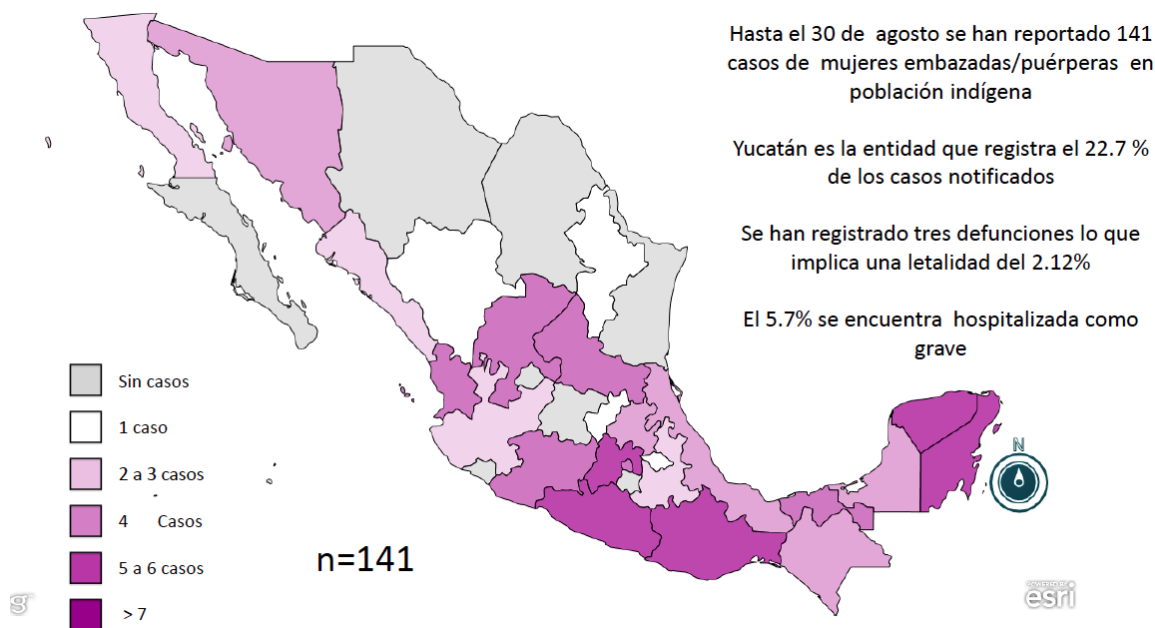 Hasta el 30 de agosto se han reportado 141
casos de mujeres embazadas/puérperas en
población indígena
Yucatán es la entidad que registra el 22.7 %
de los casos notificados
Se han registrado tres defunciones lo que
implica una letalidad del 2.12%
El 5.7% se encuentra hospitalizada como
grave
Sin casos
1 caso
2 a 3 casos
4 Casos
5 a 6 casos
> 7
n=141
N
POWERED BY
esri